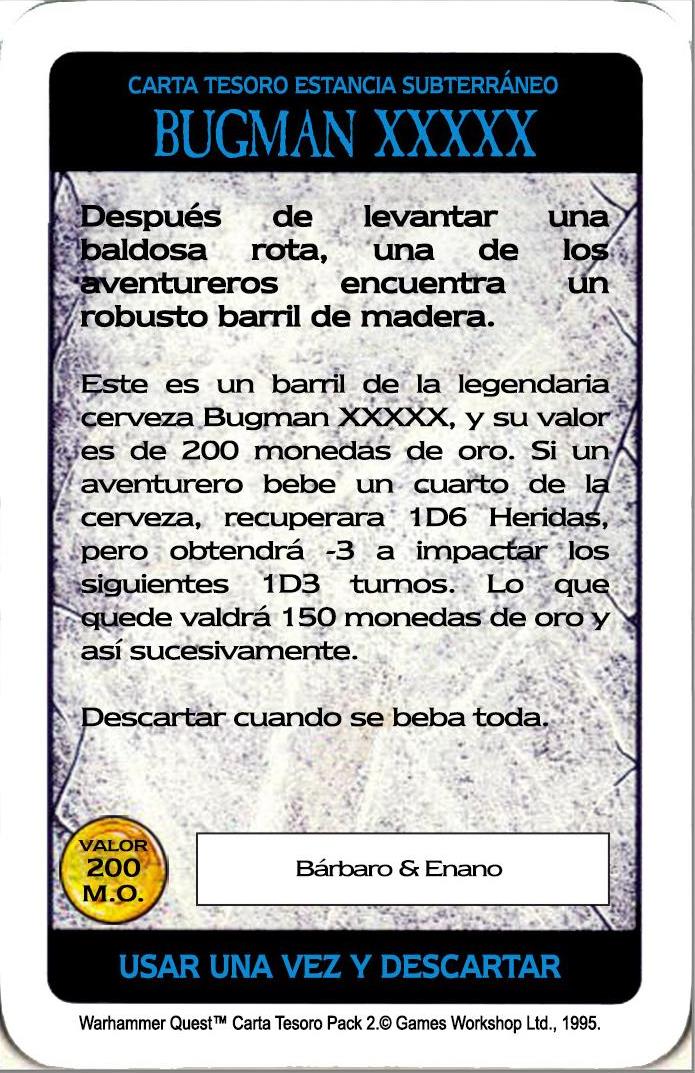 CARTA TESORO ESTANCIA SUBTERRÁNEO
BUGMAN XXXXX
Después de levantar una
baldosa rota, una de los
aventureros encuentra un
robusto barril de madera.
Este es un barril de la legendaria
cerveza Bugman XXXXX, y su valor
es de 200 monedas de oro. Si un
aventurero bebe un cuarto de la
cerveza, recuperara 1D6 Heridas,
pero obtendrá -3 a impactar los
siguientes 1D3 turnos. Lo que
quede valdrá 150 monedas de oro y
así sucesivamente.
Descartar cuando se beba toda.
VALOR
200
M.O.
Bárbaro & Enano
USAR UNA VEZ Y DESCARTAR
Warhammer Quest™ Carta Tesoro Pack 2.© Games Workshop Ltd., 1995.